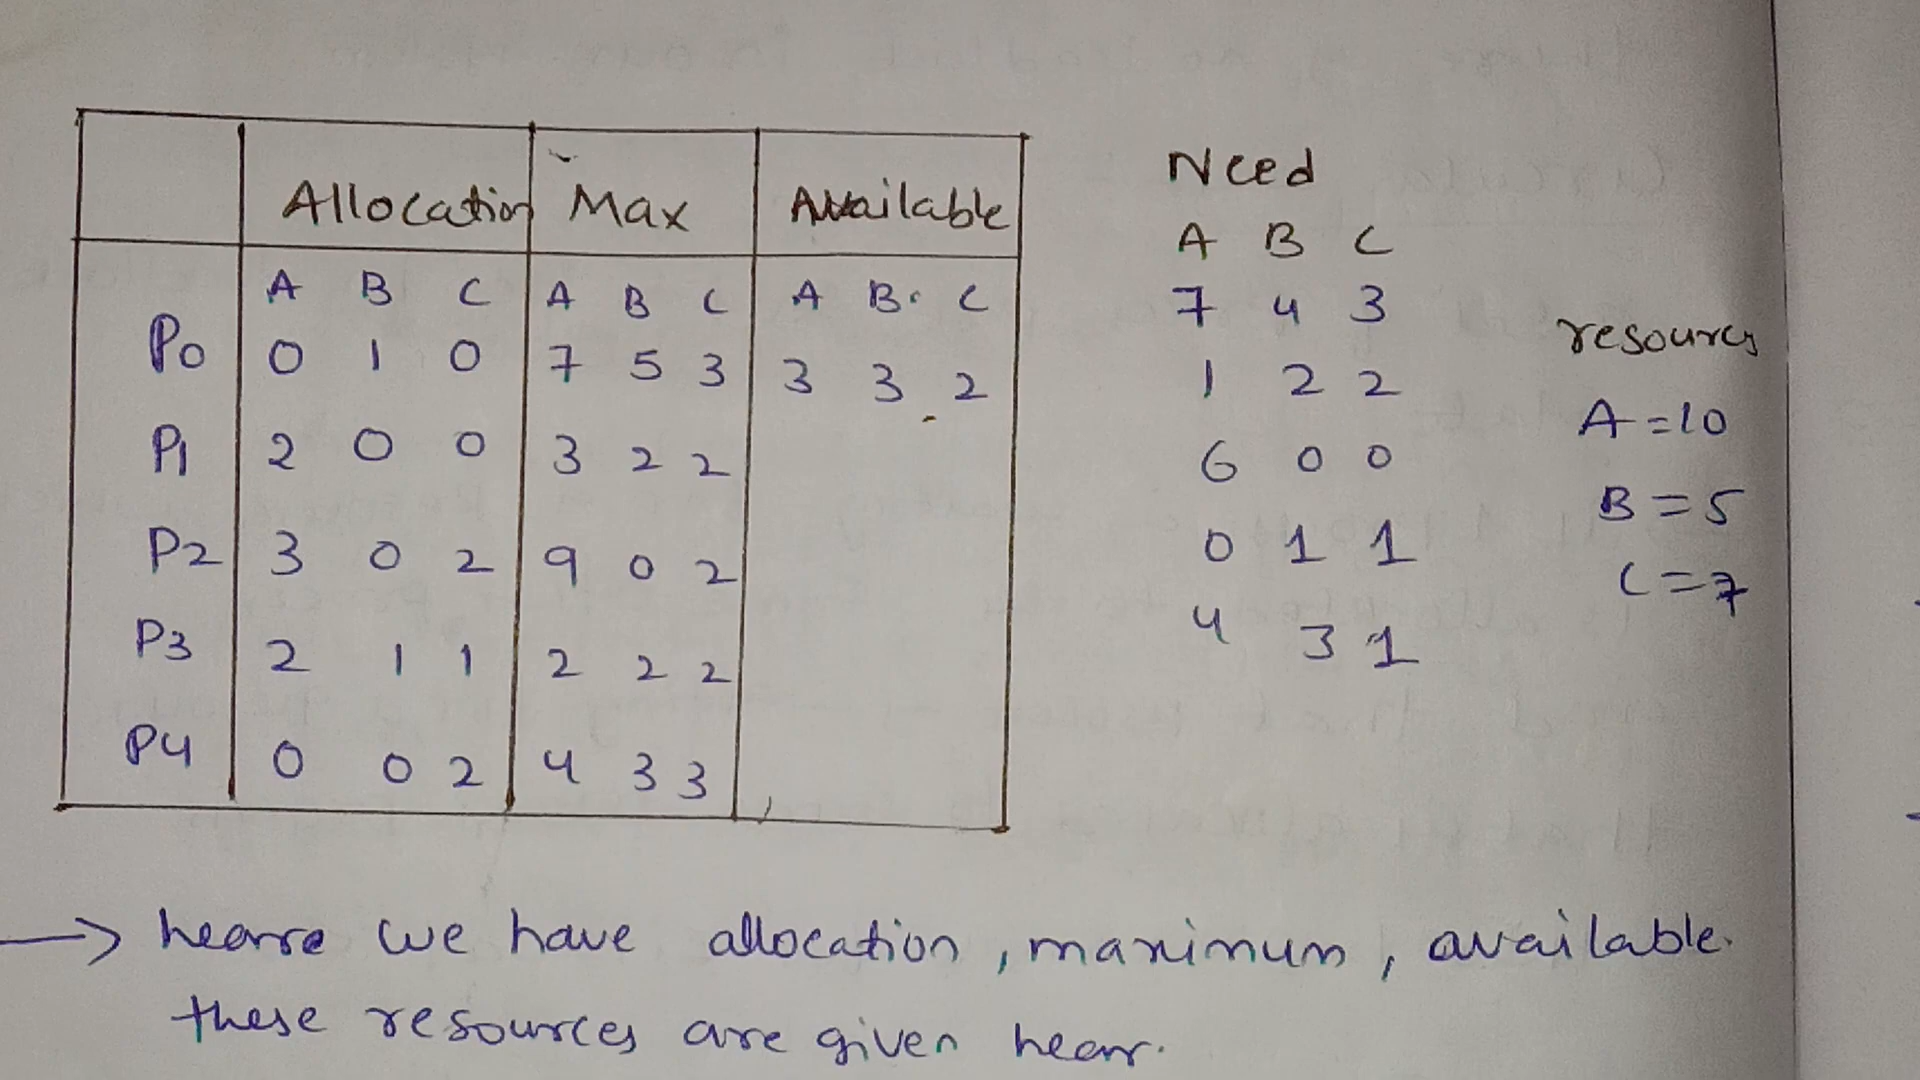 Allocation Max Available
A B C A B C A B C
P0 0 1 0 7 5 3 3 3 2
P1 2 0 0 3 2 2
P2 3 0 2 9 0 2
P3 2 1 1 2 2 2
P4 0 0 2 4 3 3
Need
A B C
7 4 3
1 2 2
6 0 0
0 1 1
4 3 1
resources
A = 10
B = 5
C = 7
→ hearre we have allocation, maximum, available.
these resources are given hear.